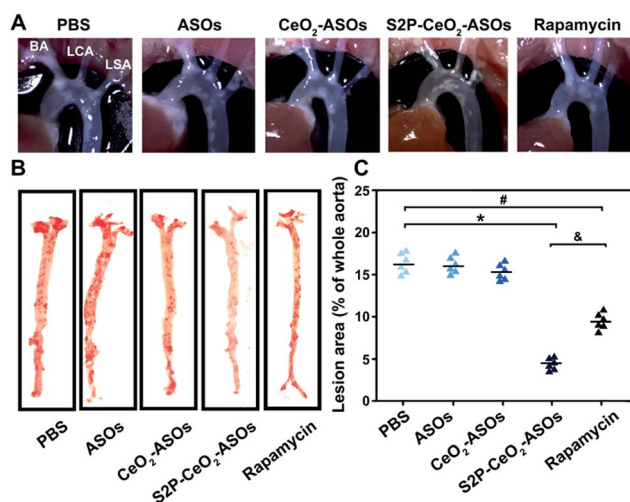 A
PBS
ASOs
CeO₂-ASOs
S2P-CeO₂-ASOs
Rapamycin
BA
LCA
LSA
B
PBS
ASOs
CeO₂-ASOs
S2P-CeO₂-ASOs
Rapamycin
C
Lesion area (% of whole aorta)
25
20
15
10
5
0
#
*
&
PBS
ASOs
CeO₂-ASOs
S2P-CeO₂-ASOs
Rapamycin